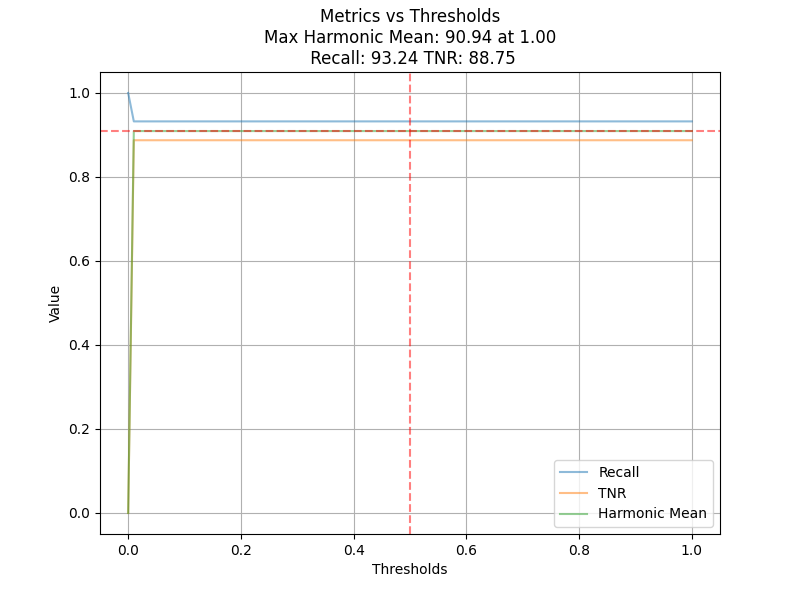 Metrics vs Thresholds
Max Harmonic Mean: 90.94 at 1.00
Recall: 93.24 TNR: 88.75
1.0
0.8
0.6
0.4
0.2
0.0
Value
0.0 0.2 0.4 0.6 0.8 1.0
Thresholds
Recall
TNR
Harmonic Mean